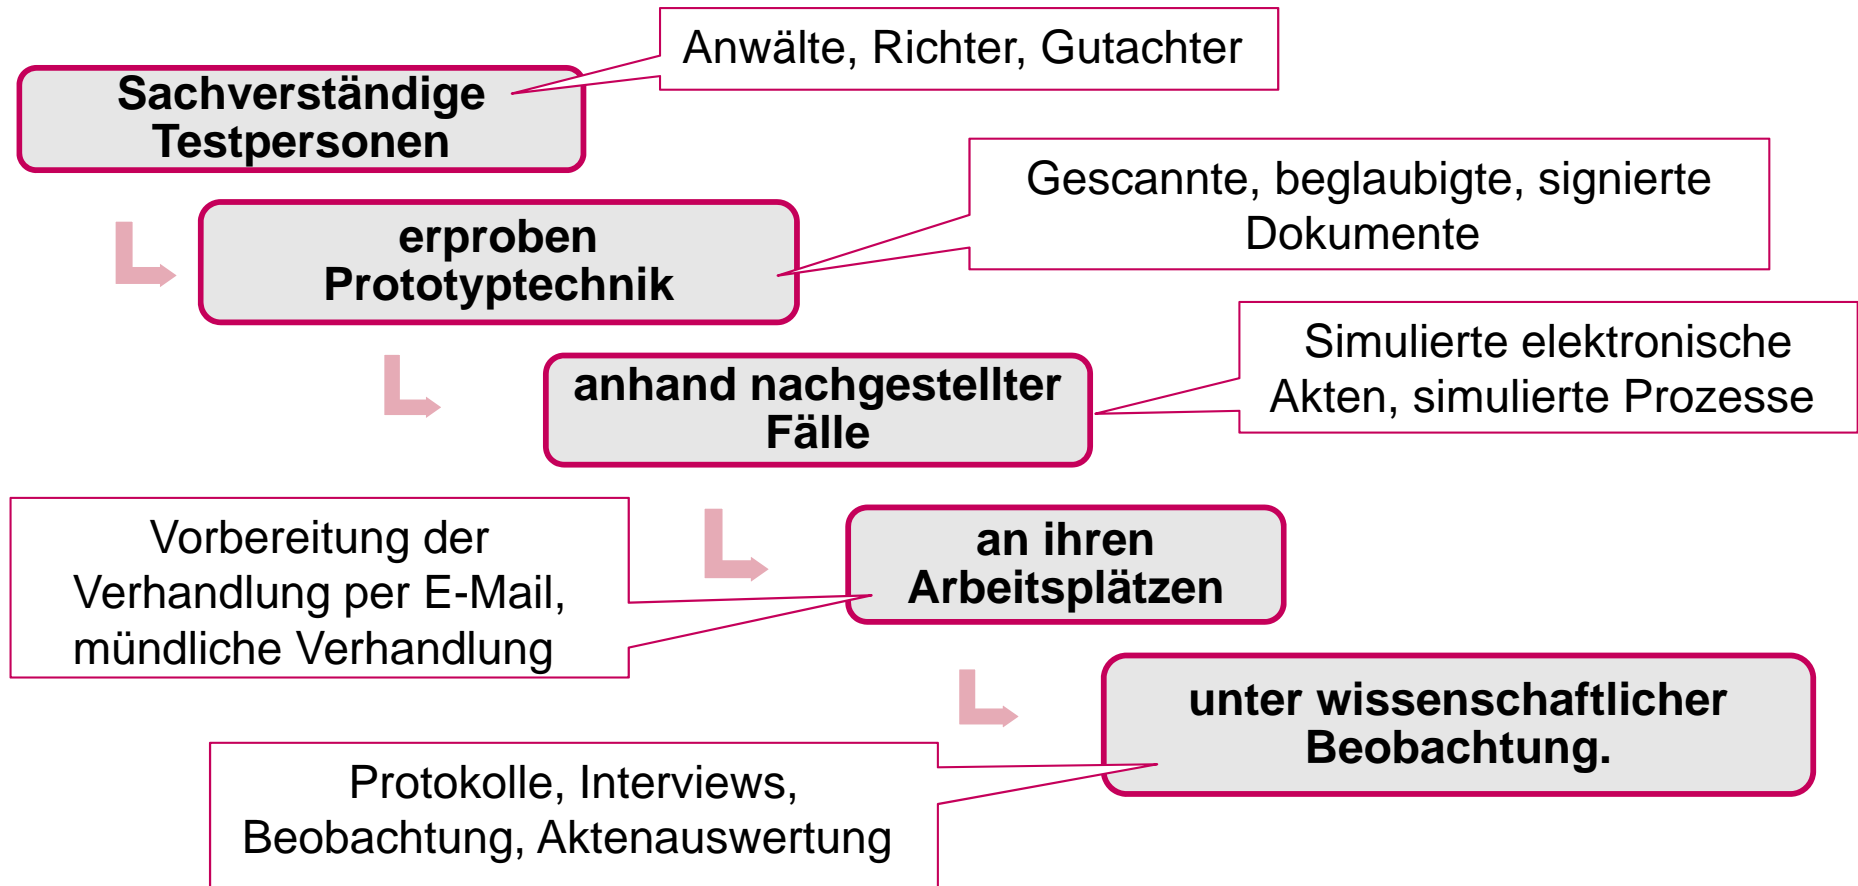 Anwälte, Richter, Gutachter
Sachverständige
Testpersonen
Gescannte, beglaubigte, signierte
Dokumente
erproben
Prototyptechnik
Simulierte elektronische
Akten, simulierte Prozesse
anhand nachgestellter
Fälle
Vorbereitung der
Verhandlung per E-Mail,
mündliche Verhandlung
an ihren
Arbeitsplätzen
unter wissenschaftlicher
Beobachtung.
Protokolle, Interviews,
Beobachtung, Aktenauswertung